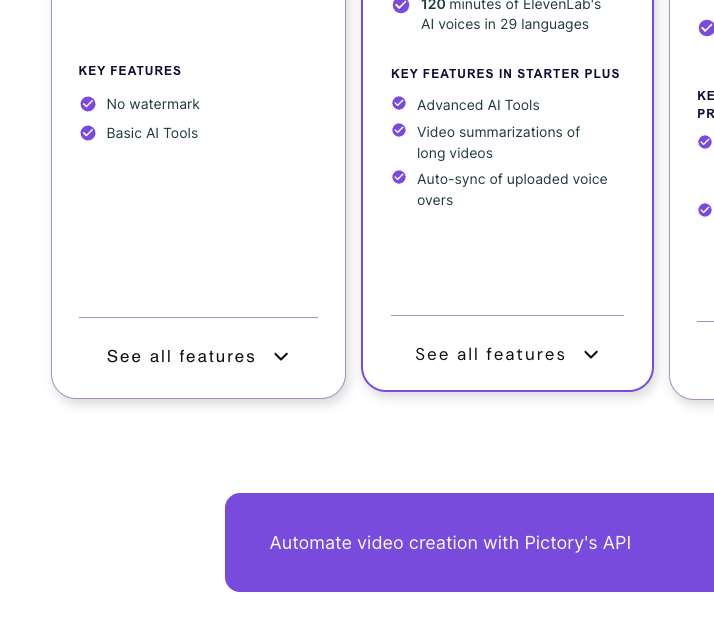 KEY FEATURES
No watermark
Basic AI Tools
See all features
120 minutes of ElevenLab's
AI voices in 29 languages
KEY FEATURES IN STARTER PLUS
Advanced AI Tools
Video summarizations of
long videos
Auto-sync of uploaded voice
overs
See all features
Automate video creation with Pictory's API